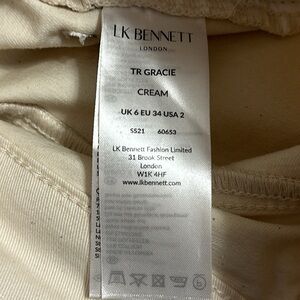 LK BENNETT
LONDON
TR GRACIE
CREAM
UK 6 EU 34 USA 2
SS21 60653
LK Bennett Fashion Limited
31 Brook Street
London
W1K 4HF
www.lkbennett.com